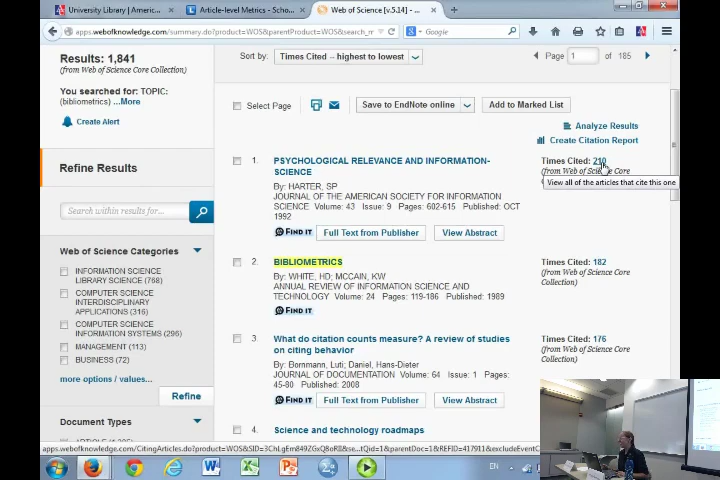 University Library | Americ...
Article-level Metrics - Scho...
Web of Science [v.5.14] - ...
apps.webofknowledge.com/summary.do?product=WOS&parentProduct=WOS&search_m
Google
Results: 1,841
(from Web of Science Core Collection)
You searched for: TOPIC:
(bibliometrics) ...More
Create Alert
Refine Results
Search within results for...
Web of Science Categories
INFORMATION SCIENCE
LIBRARY SCIENCE (768)
COMPUTER SCIENCE
INTERDISCIPLINARY
APPLICATIONS (316)
COMPUTER SCIENCE
INFORMATION SYSTEMS (296)
MANAGEMENT (113)
BUSINESS (72)
more options / values...
Refine
Document Types
Sort by: Times Cited -- highest to lowest
Page 1 of 185
Select Page
Save to EndNote online
Add to Marked List
Analyze Results
Create Citation Report
1. PSYCHOLOGICAL RELEVANCE AND INFORMATION-
SCIENCE
By: HARTER, SP
JOURNAL OF THE AMERICAN SOCIETY FOR INFORMATION
SCIENCE Volume: 43 Issue: 9 Pages: 602-615 Published: OCT
1992
FIND IT Full Text from Publisher View Abstract
Times Cited: 210
(from Web of Science Core
View all of the articles that cite this one
2. BIBLIOMETRICS
By: WHITE, HD; MCCAIN, KW
ANNUAL REVIEW OF INFORMATION SCIENCE AND
TECHNOLOGY Volume: 24 Pages: 119-186 Published: 1989
FIND IT
Times Cited: 182
(from Web of Science Core
Collection)
3. What do citation counts measure? A review of studies
on citing behavior
By: Bornmann, Lutz; Daniel, Hans-Dieter
JOURNAL OF DOCUMENTATION Volume: 64 Issue: 1 Pages:
45-80 Published: 2008
FIND IT Full Text from Publisher View Abstract
Times Cited: 176
(from Web of Science Core
Collection)
4. Science and technology roadmaps
EN